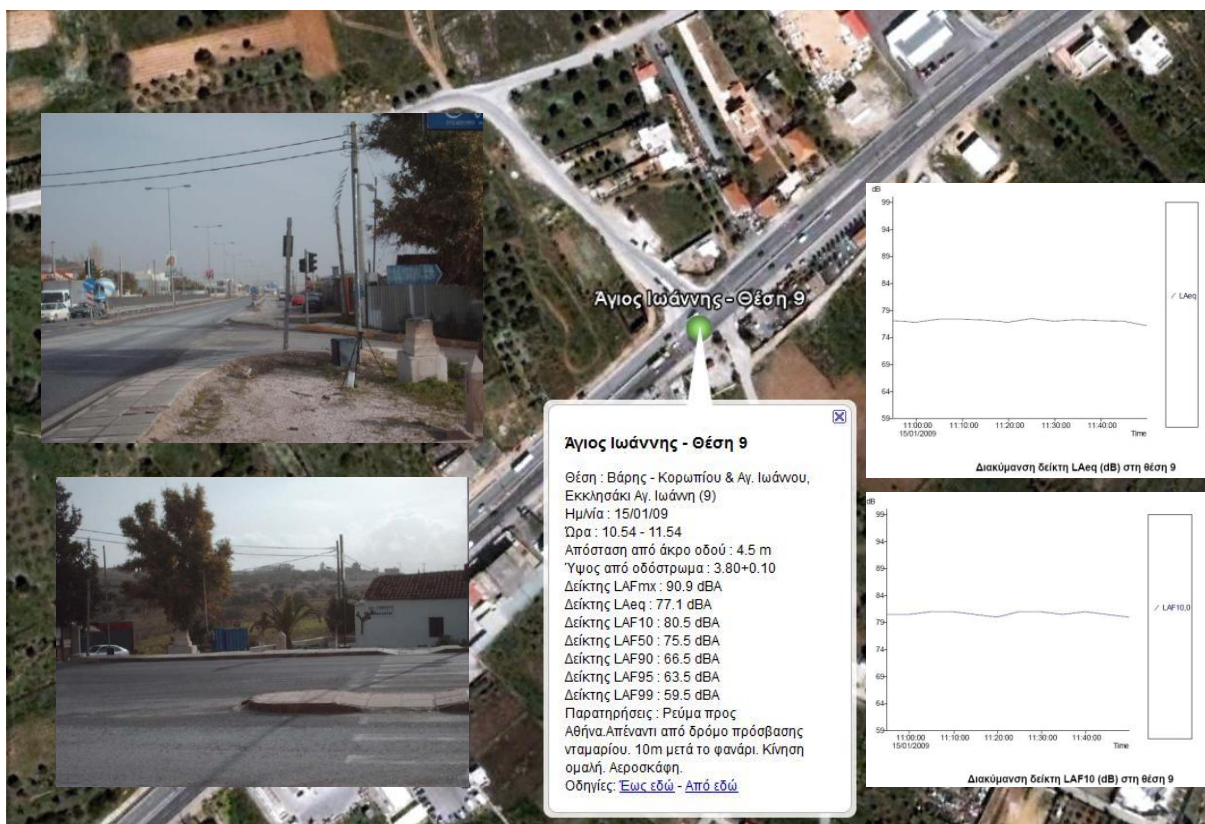 Άγιος Ιωάννης - Θέση 9
Άγιος Ιωάννης - Θέση 9
Θέση : Βάρης - Κορωπίου & Αγ. Ιωάννου,
Εκκλησάκι Αγ. Ιωάννη (9)
Ημ/νία : 15/01/09
Ώρα : 10.54 - 11.54
Απόσταση από άκρο οδού : 4.5 m
Ύψος από οδόστρωμα : 3.80+0.10
Δείκτης LAFmx : 90.9 dBA
Δείκτης LAeq : 77.1 dBA
Δείκτης LAF10 : 80.5 dBA
Δείκτης LAF50 : 75.5 dBA
Δείκτης LAF90 : 66.5 dBA
Δείκτης LAF95 : 63.5 dBA
Δείκτης LAF99 : 59.5 dBA
Παρατηρήσεις : Ρεύμα προς
Αθήνα.Απέναντι από δρόμο πρόσβασης
νταμαρίου. 10m μετά το φανάρι. Κίνηση
ομαλή. Αεροσκάφη.
Οδηγίες: Έως εδώ - Από εδώ
dB
99
94
89
84
79
74
69
64
59
11:00:00 11:10:00 11:20:00 11:30:00 11:40:00
15/01/2009 Time
LAeq
Διακύμανση δείκτη LAeq (dB) στη θέση 9
dB
99
94
89
84
79
74
69
64
59
11:00:00 11:10:00 11:20:00 11:30:00 11:40:00
15/01/2009 Time
LAF10,0
Διακύμανση δείκτη LAF10 (dB) στη θέση 9